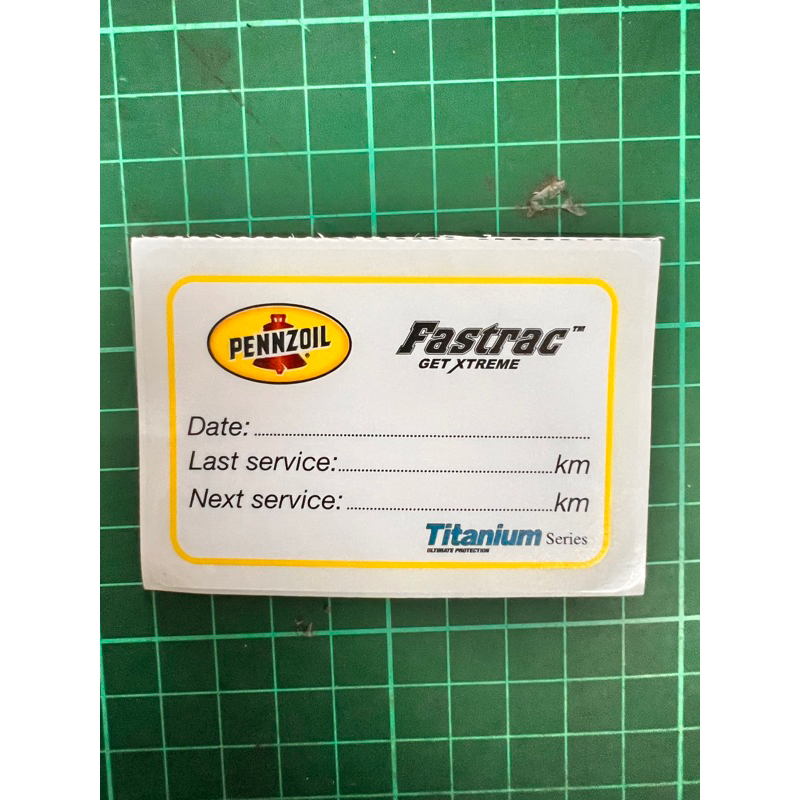 PENNZOIL®
Fastrac™
GET XTREME
Date: ................................................................
Last service:................................................km
Next service: ..............................................km
Titanium Series
ULTIMATE PROTECTION